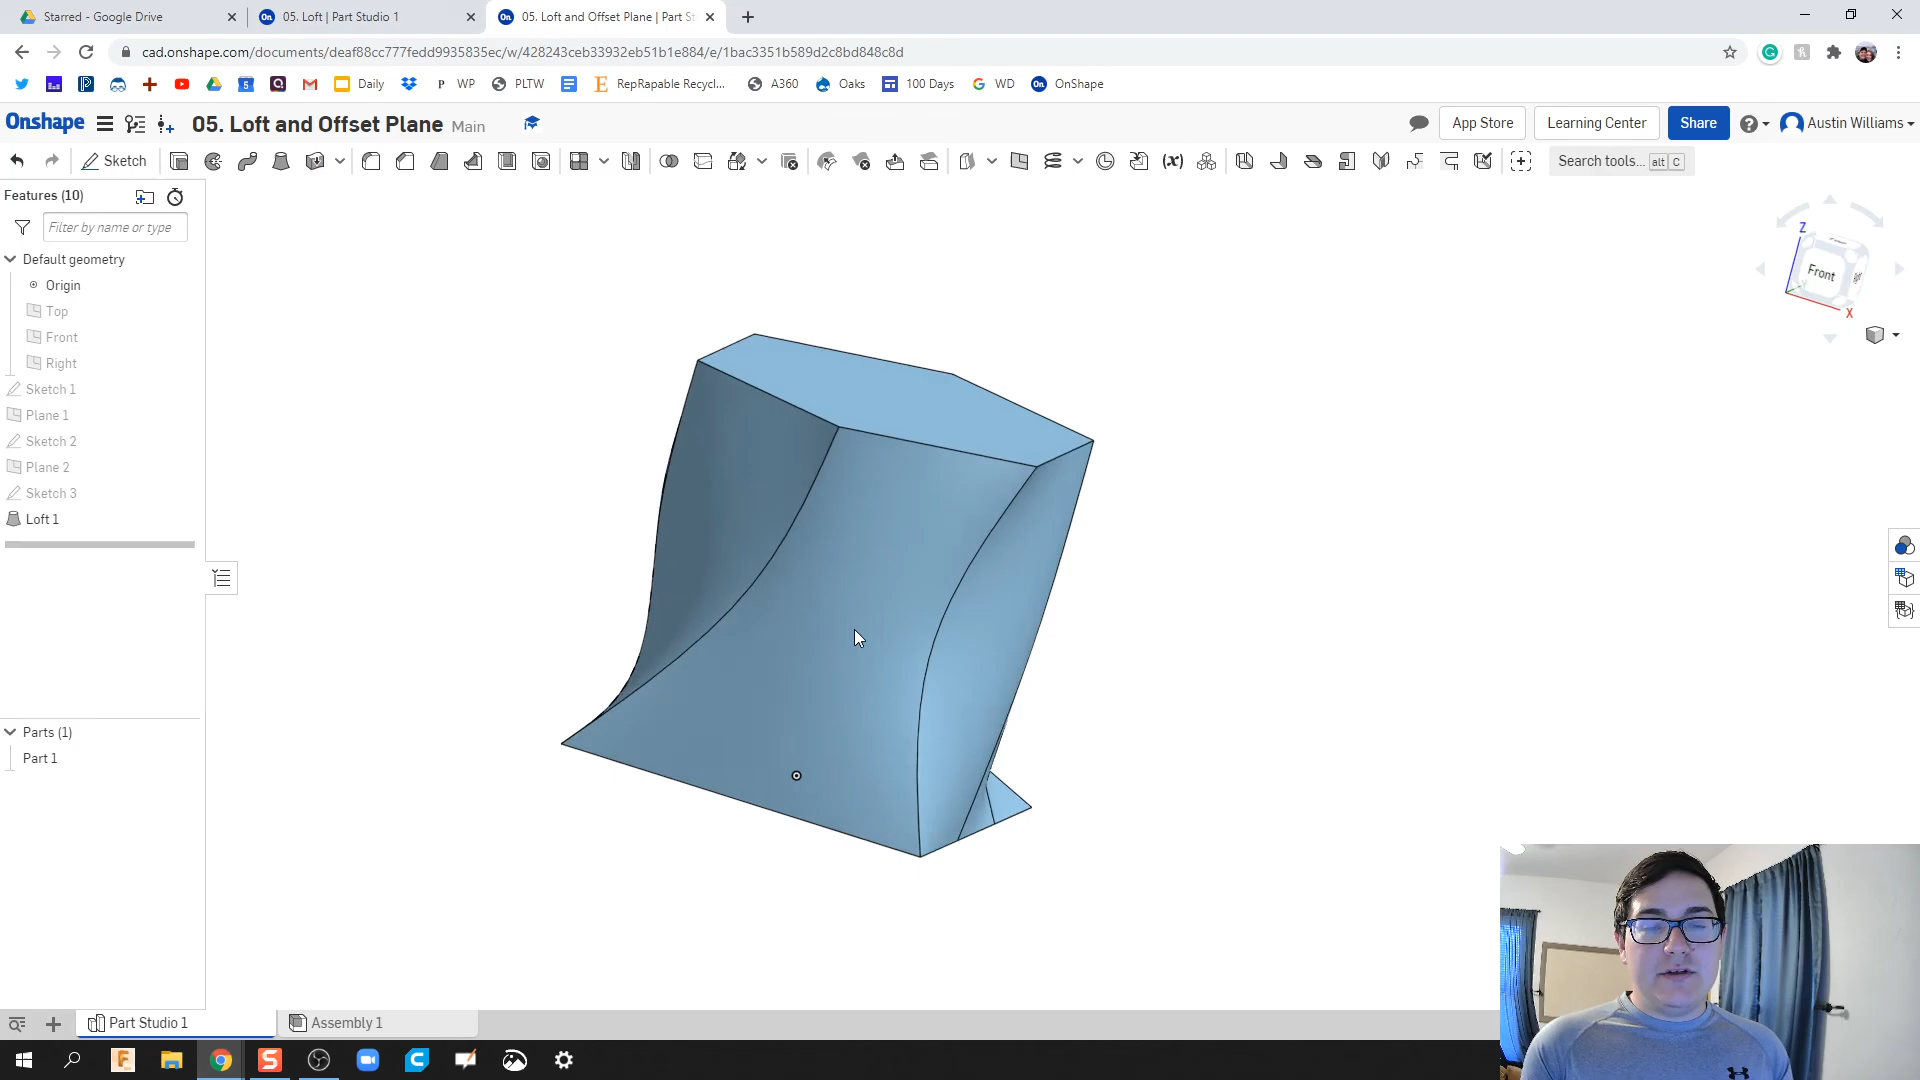 Starred - Google Drive
05. Loft | Part Studio 1
05. Loft and Offset Plane | Part St
cad.onshape.com/documents/deaf88cc777fedd9935835ec/w/428243ceb33932eb51b1e884/e/1bac3351b589d2c8bd848c8d
Daily
WP
PLTW
RepRapable Recycl...
A360
Oaks
100 Days
WD
OnShape
Onshape
05. Loft and Offset Plane Main
App Store
Learning Center
Share
Austin Williams
Sketch
Search tools... alt C
Features (10)
Filter by name or type
Default geometry
Origin
Top
Front
Right
Sketch 1
Plane 1
Sketch 2
Plane 2
Sketch 3
Loft 1
Z
Front
X
Parts (1)
Part 1
Part Studio 1
Assembly 1